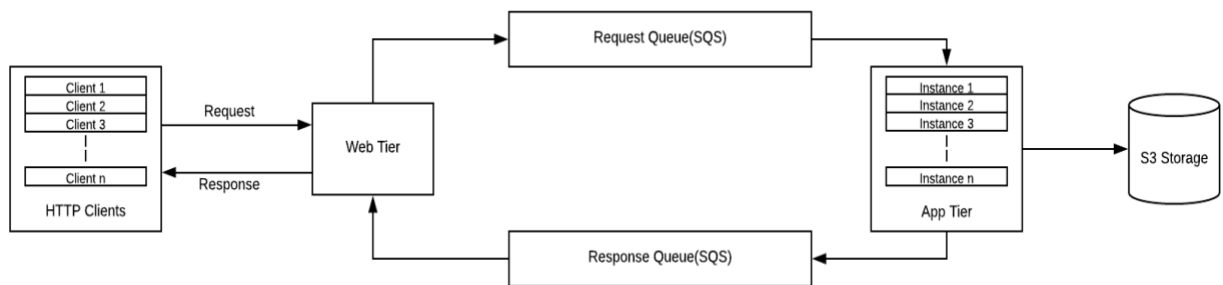 Request Queue(SQS)
Client 1
Client 2
Client 3
Client n
HTTP Clients
Request
Response
Web Tier
Instance 1
Instance 2
Instance 3
Instance n
App Tier
S3 Storage
Response Queue(SQS)